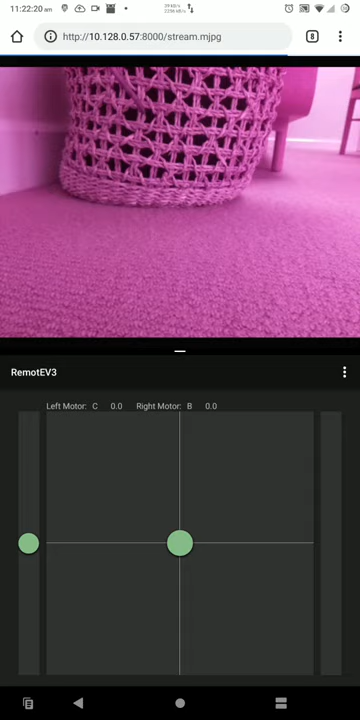 11:22:20 am
http://10.128.0.57:8000/stream.mjpg
8
RemotEV3
Left Motor: C 0.0 Right Motor: B 0.0